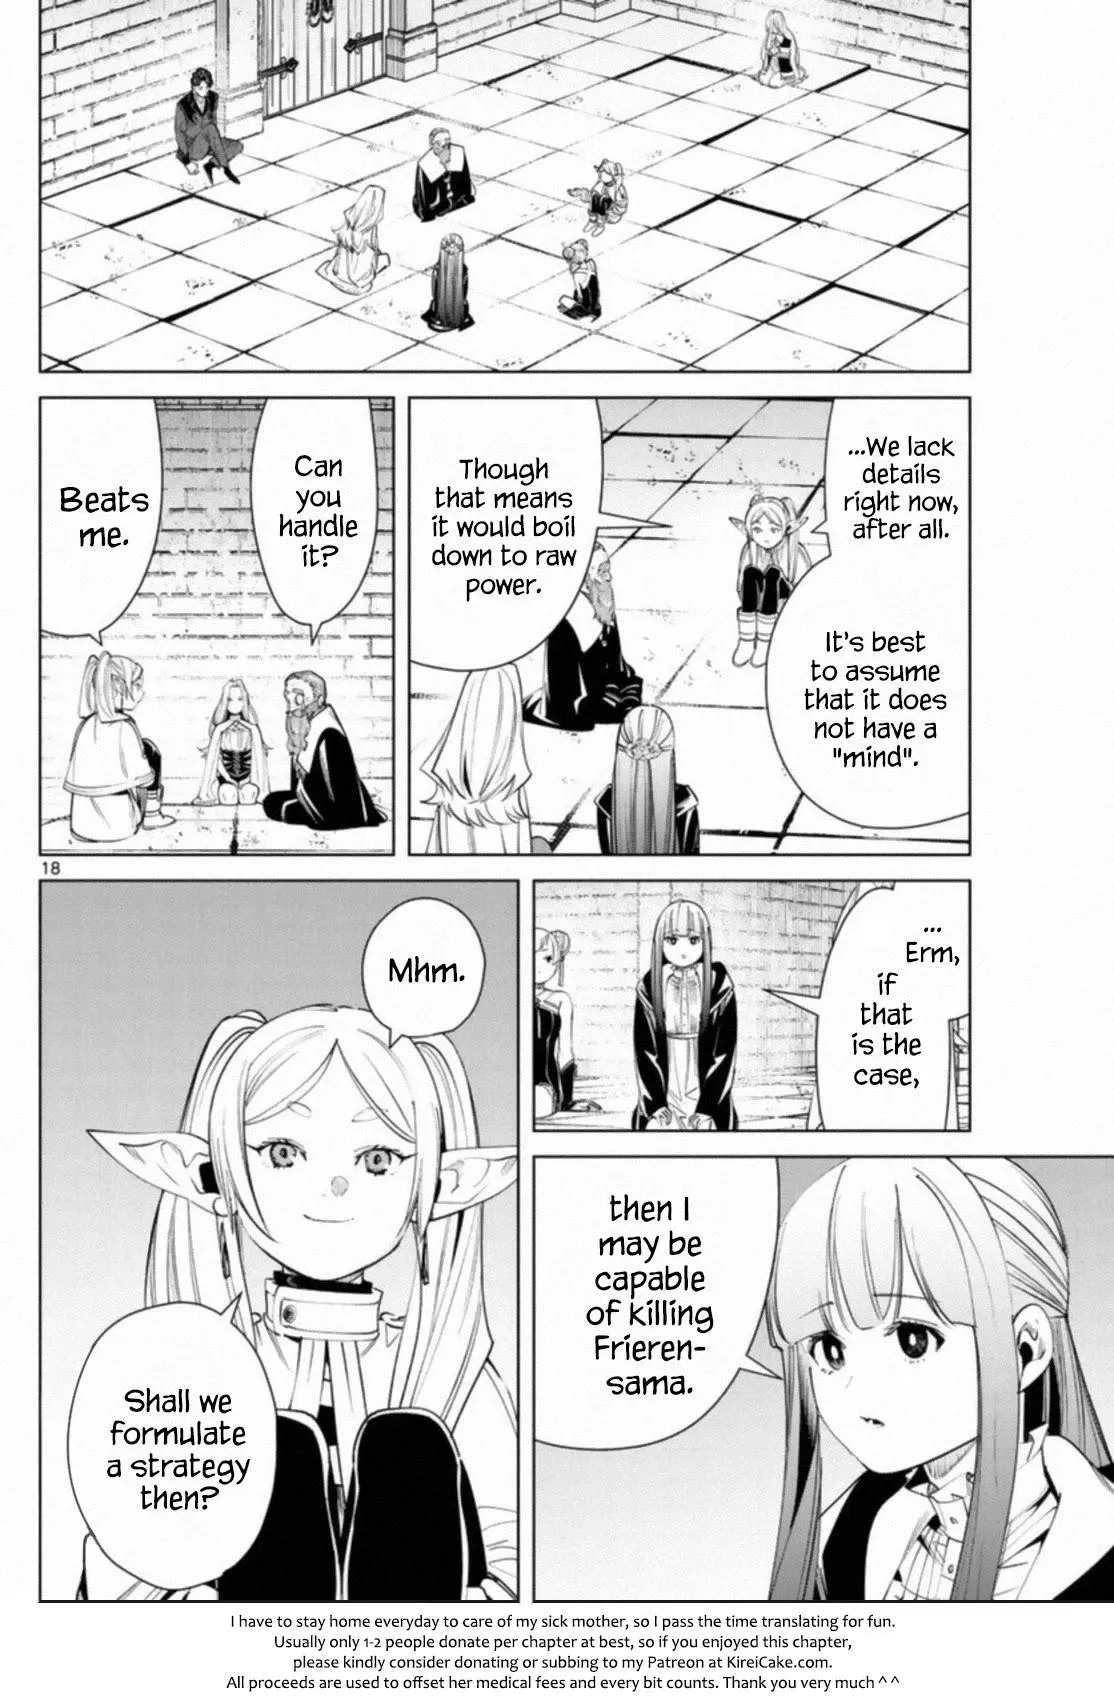 ...We lack
details
right now,
after all.
It's best
to assume
that it does
not have a
"mind".
Though
that means
it would boil
down to raw
power.
Can
you
handle
it?
Beats
me.
18
...
Erm,
if
that
is the
case,
then I
may be
capable
of killing
Frieren-
sama.
Mhm.
Shall we
formulate
a strategy
then?
I have to stay home everyday to care of my sick mother, so I pass the time translating for fun.
Usually only 1-2 people donate per chapter at best, so if you enjoyed this chapter,
please kindly consider donating or subbing to my Patreon at KireiCake.com.
All proceeds are used to offset her medical fees and every bit counts. Thank you very much ^ ^